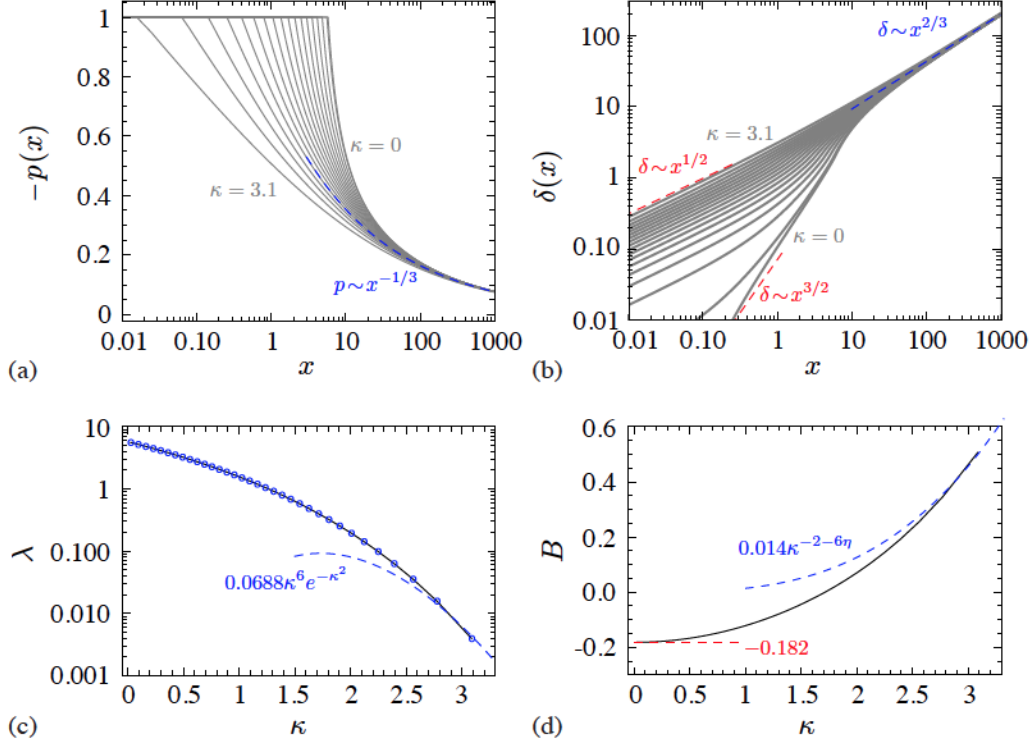 1
0.8
0.6
0.4
0.2
0
−p(x)
κ = 0
κ = 3.1
p ~ x^{−1/3}
0.01 0.1 1 10 100 1000
x
(a)
100
10
1
0.10
0.01
δ(x)
δ ~ x^{2/3}
κ = 3.1
δ ~ x^{1/2}
κ = 0
δ ~ x^{3/2}
0.01 0.1 1 10 100 1000
x
(b)
10
1
0.100
0.01
0.001
λ
0.0688κ^6 e^{−κ^2}
0 0.5 1 1.5 2 2.5 3
κ
(c)
0.6
0.4
0.2
0.0
-0.2
B
0.014κ^{−2−6η}
−0.182
0 0.5 1 1.5 2 2.5 3
κ
(d)